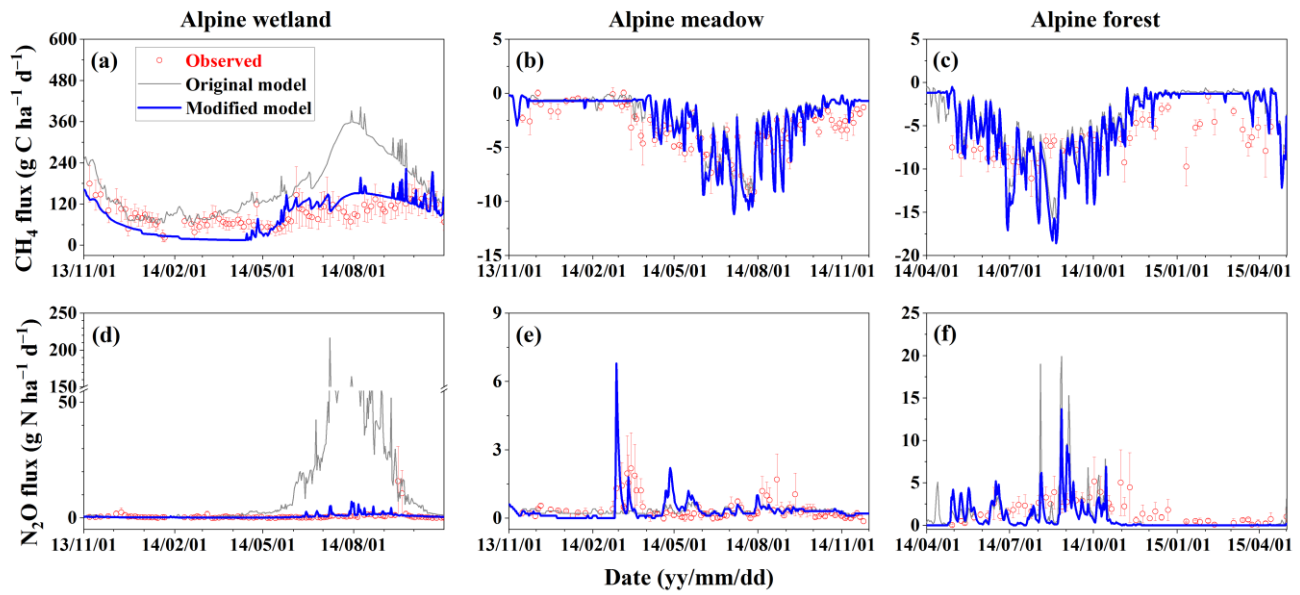 Alpine wetland Alpine meadow Alpine forest
CH₄ flux (g C ha⁻¹ d⁻¹)
(a)
Observed
Original model
Modified model
600
480
360
240
120
0
13/11/01 14/02/01 14/05/01 14/08/01
(b)
5
0
-5
-10
-15
13/11/01 14/02/01 14/05/01 14/08/01 14/11/01
(c)
5
0
-5
-10
-15
-20
14/04/01 14/07/01 14/10/01 15/01/01 15/04/01
N₂O flux (g N ha⁻¹ d⁻¹)
(d)
250
200
150
50
0
13/11/01 14/02/01 14/05/01 14/08/01
(e)
9
6
3
0
13/11/01 14/02/01 14/05/01 14/08/01 14/11/01
(f)
25
20
15
10
5
0
14/04/01 14/07/01 14/10/01 15/01/01 15/04/01
Date (yy/mm/dd)